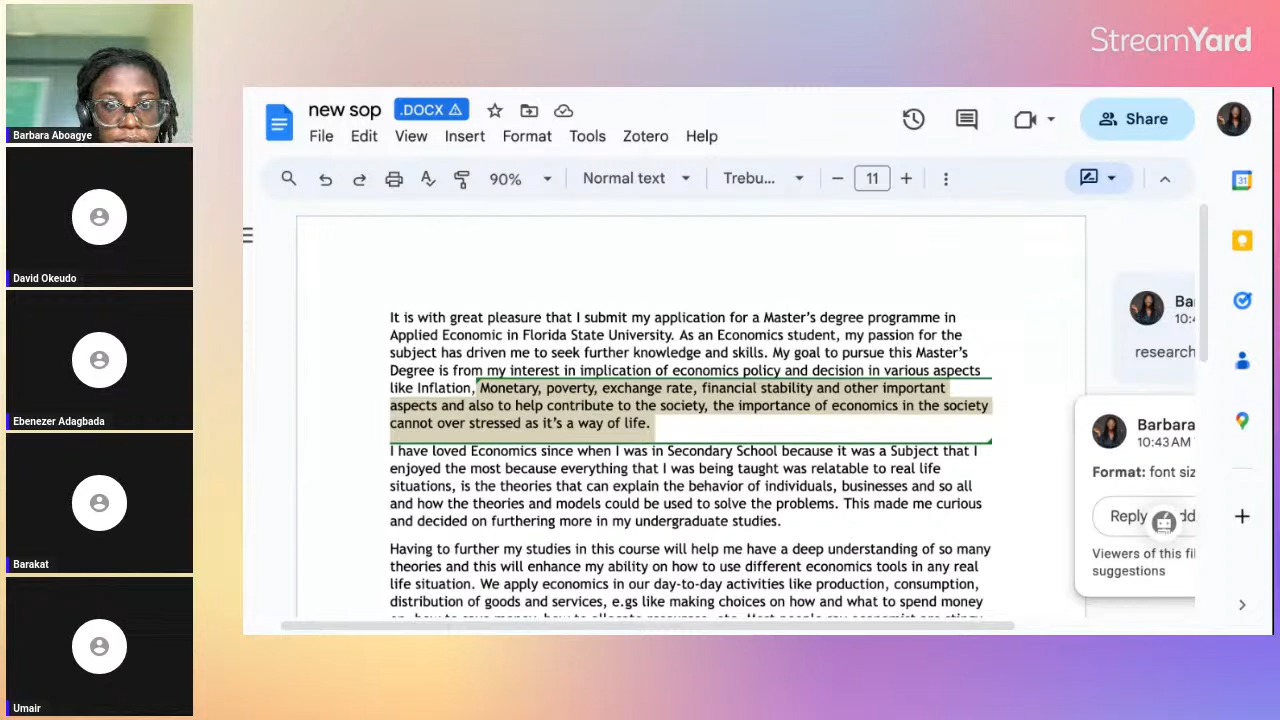 StreamYard
Barbara Aboagye
David Okeudo
Ebenezer Adagbada
Barakat
Umair
new sop
.DOCX
File Edit View Insert Format Tools Zotero Help
Share
90% Normal text Trebu... 11
31
It is with great pleasure that I submit my application for a Master's degree programme in
Applied Economic in Florida State University. As an Economics student, my passion for the
subject has driven me to seek further knowledge and skills. My goal to pursue this Master's
Degree is from my interest in implication of economics policy and decision in various aspects
like Inflation, Monetary, poverty, exchange rate, financial stability and other important
aspects and also to help contribute to the society, the importance of economics in the society
cannot over stressed as it's a way of life.
I have loved Economics since when I was in Secondary School because it was a Subject that I
enjoyed the most because everything that I was being taught was relatable to real life
situations, is the theories that can explain the behavior of individuals, businesses and so all
and how the theories and models could be used to solve the problems. This made me curious
and decided on furthering more in my undergraduate studies.
Having to further my studies in this course will help me have a deep understanding of so many
theories and this will enhance my ability on how to use different economics tools in any real
life situation. We apply economics in our day-to-day activities like production, consumption,
distribution of goods and services, e.gs like making choices on how and what to spend money
Ba
10:4
research
Barbara
10:43 AM
Format: font siz
Reply
dd
Viewers of this fil
suggestions